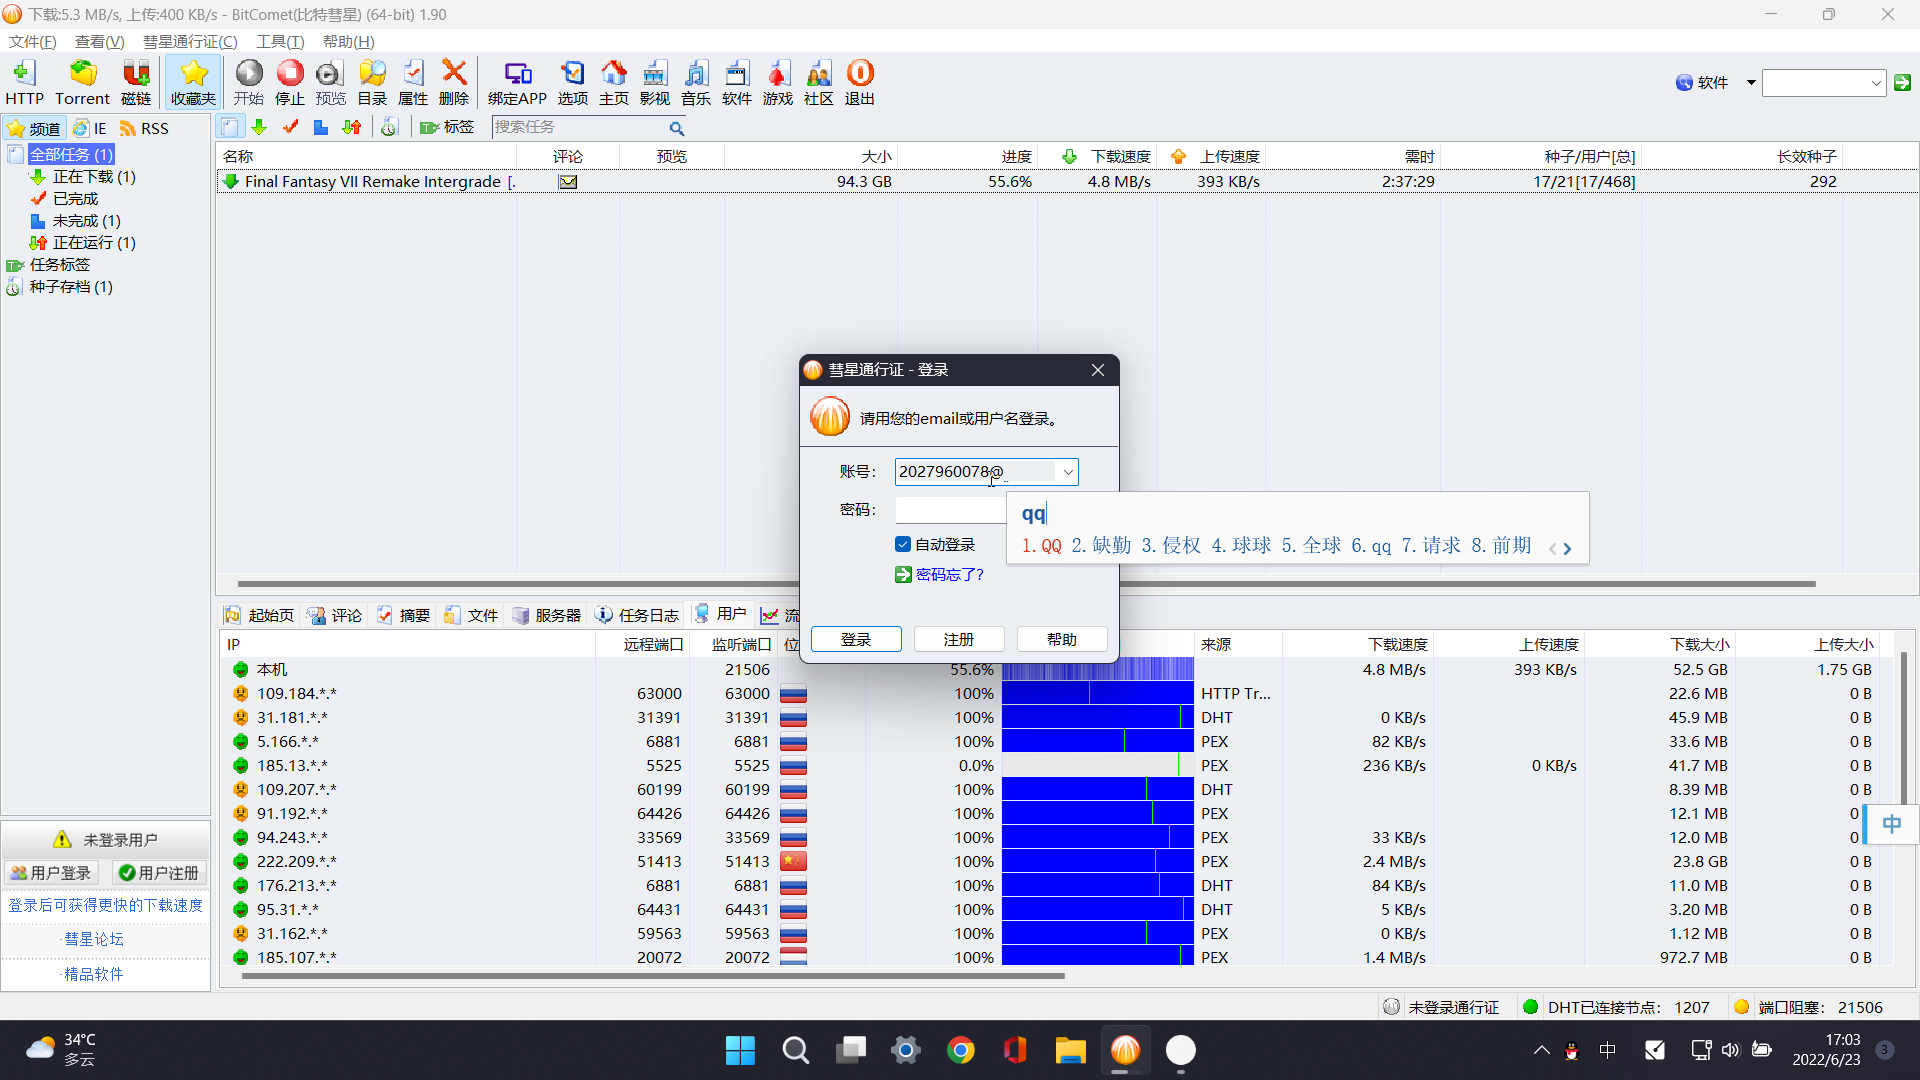 下载:5.3 MB/s, 上传:400 KB/s - BitComet(比特彗星) (64-bit) 1.90
文件(F) 查看(V) 彗星通行证(C) 工具(T) 帮助(H)
HTTP Torrent 磁链 收藏夹 开始 停止 预览 目录 属性 删除 绑定APP 选项 主页 影视 音乐 软件 游戏 社区 退出 软件
频道 IE RSS 标签 搜索任务
全部任务 (1)
正在下载 (1)
已完成
未完成 (1)
正在运行 (1)
任务标签
种子存档 (1)
名称 评论 预览 大小 进度 下载速度 上传速度 需时 种子/用户[总] 长效种子
Final Fantasy VII Remake Intergrade [. 94.3 GB 55.6% 4.8 MB/s 393 KB/s 2:37:29 17/21[17/468] 292
彗星通行证 - 登录
请用您的email或用户名登录。
账号: 2027960078@
密码:
qq
1.QQ 2.缺勤 3.侵权 4.球球 5.全球 6.qq 7.请求 8.前期
自动登录
密码忘了?
登录 注册 帮助
起始页 评论 摘要 文件 服务器 任务日志 用户 流
IP 远程端口 监听端口 位 来源 下载速度 上传速度 下载大小 上传大小
本机 21506 55.6% 4.8 MB/s 393 KB/s 52.5 GB 1.75 GB
109.184.*.* 63000 63000 100% HTTP Tr... 22.6 MB 0 B
31.181.*.* 31391 31391 100% DHT 0 KB/s 45.9 MB 0 B
5.166.*.* 6881 6881 100% PEX 82 KB/s 33.6 MB 0 B
185.13.*.* 5525 5525 0.0% PEX 236 KB/s 0 KB/s 41.7 MB 0 B
109.207.*.* 60199 60199 100% DHT 8.39 MB 0 B
91.192.*.* 64426 64426 100% PEX 12.1 MB 0
94.243.*.* 33569 33569 100% PEX 33 KB/s 12.0 MB 0
222.209.*.* 51413 51413 100% PEX 2.4 MB/s 23.8 GB 0 B
176.213.*.* 6881 6881 100% DHT 84 KB/s 11.0 MB 0 B
95.31.*.* 64431 64431 100% DHT 5 KB/s 3.20 MB 0 B
31.162.*.* 59563 59563 100% PEX 0 KB/s 1.12 MB 0 B
185.107.*.* 20072 20072 100% PEX 1.4 MB/s 972.7 MB 0 B
中
未登录用户
用户登录 用户注册
登录后可获得更快的下载速度
·彗星论坛
·精品软件
未登录通行证 DHT已连接节点: 1207 端口阻塞: 21506
34°C
多云
中
17:03
2022/6/23
3